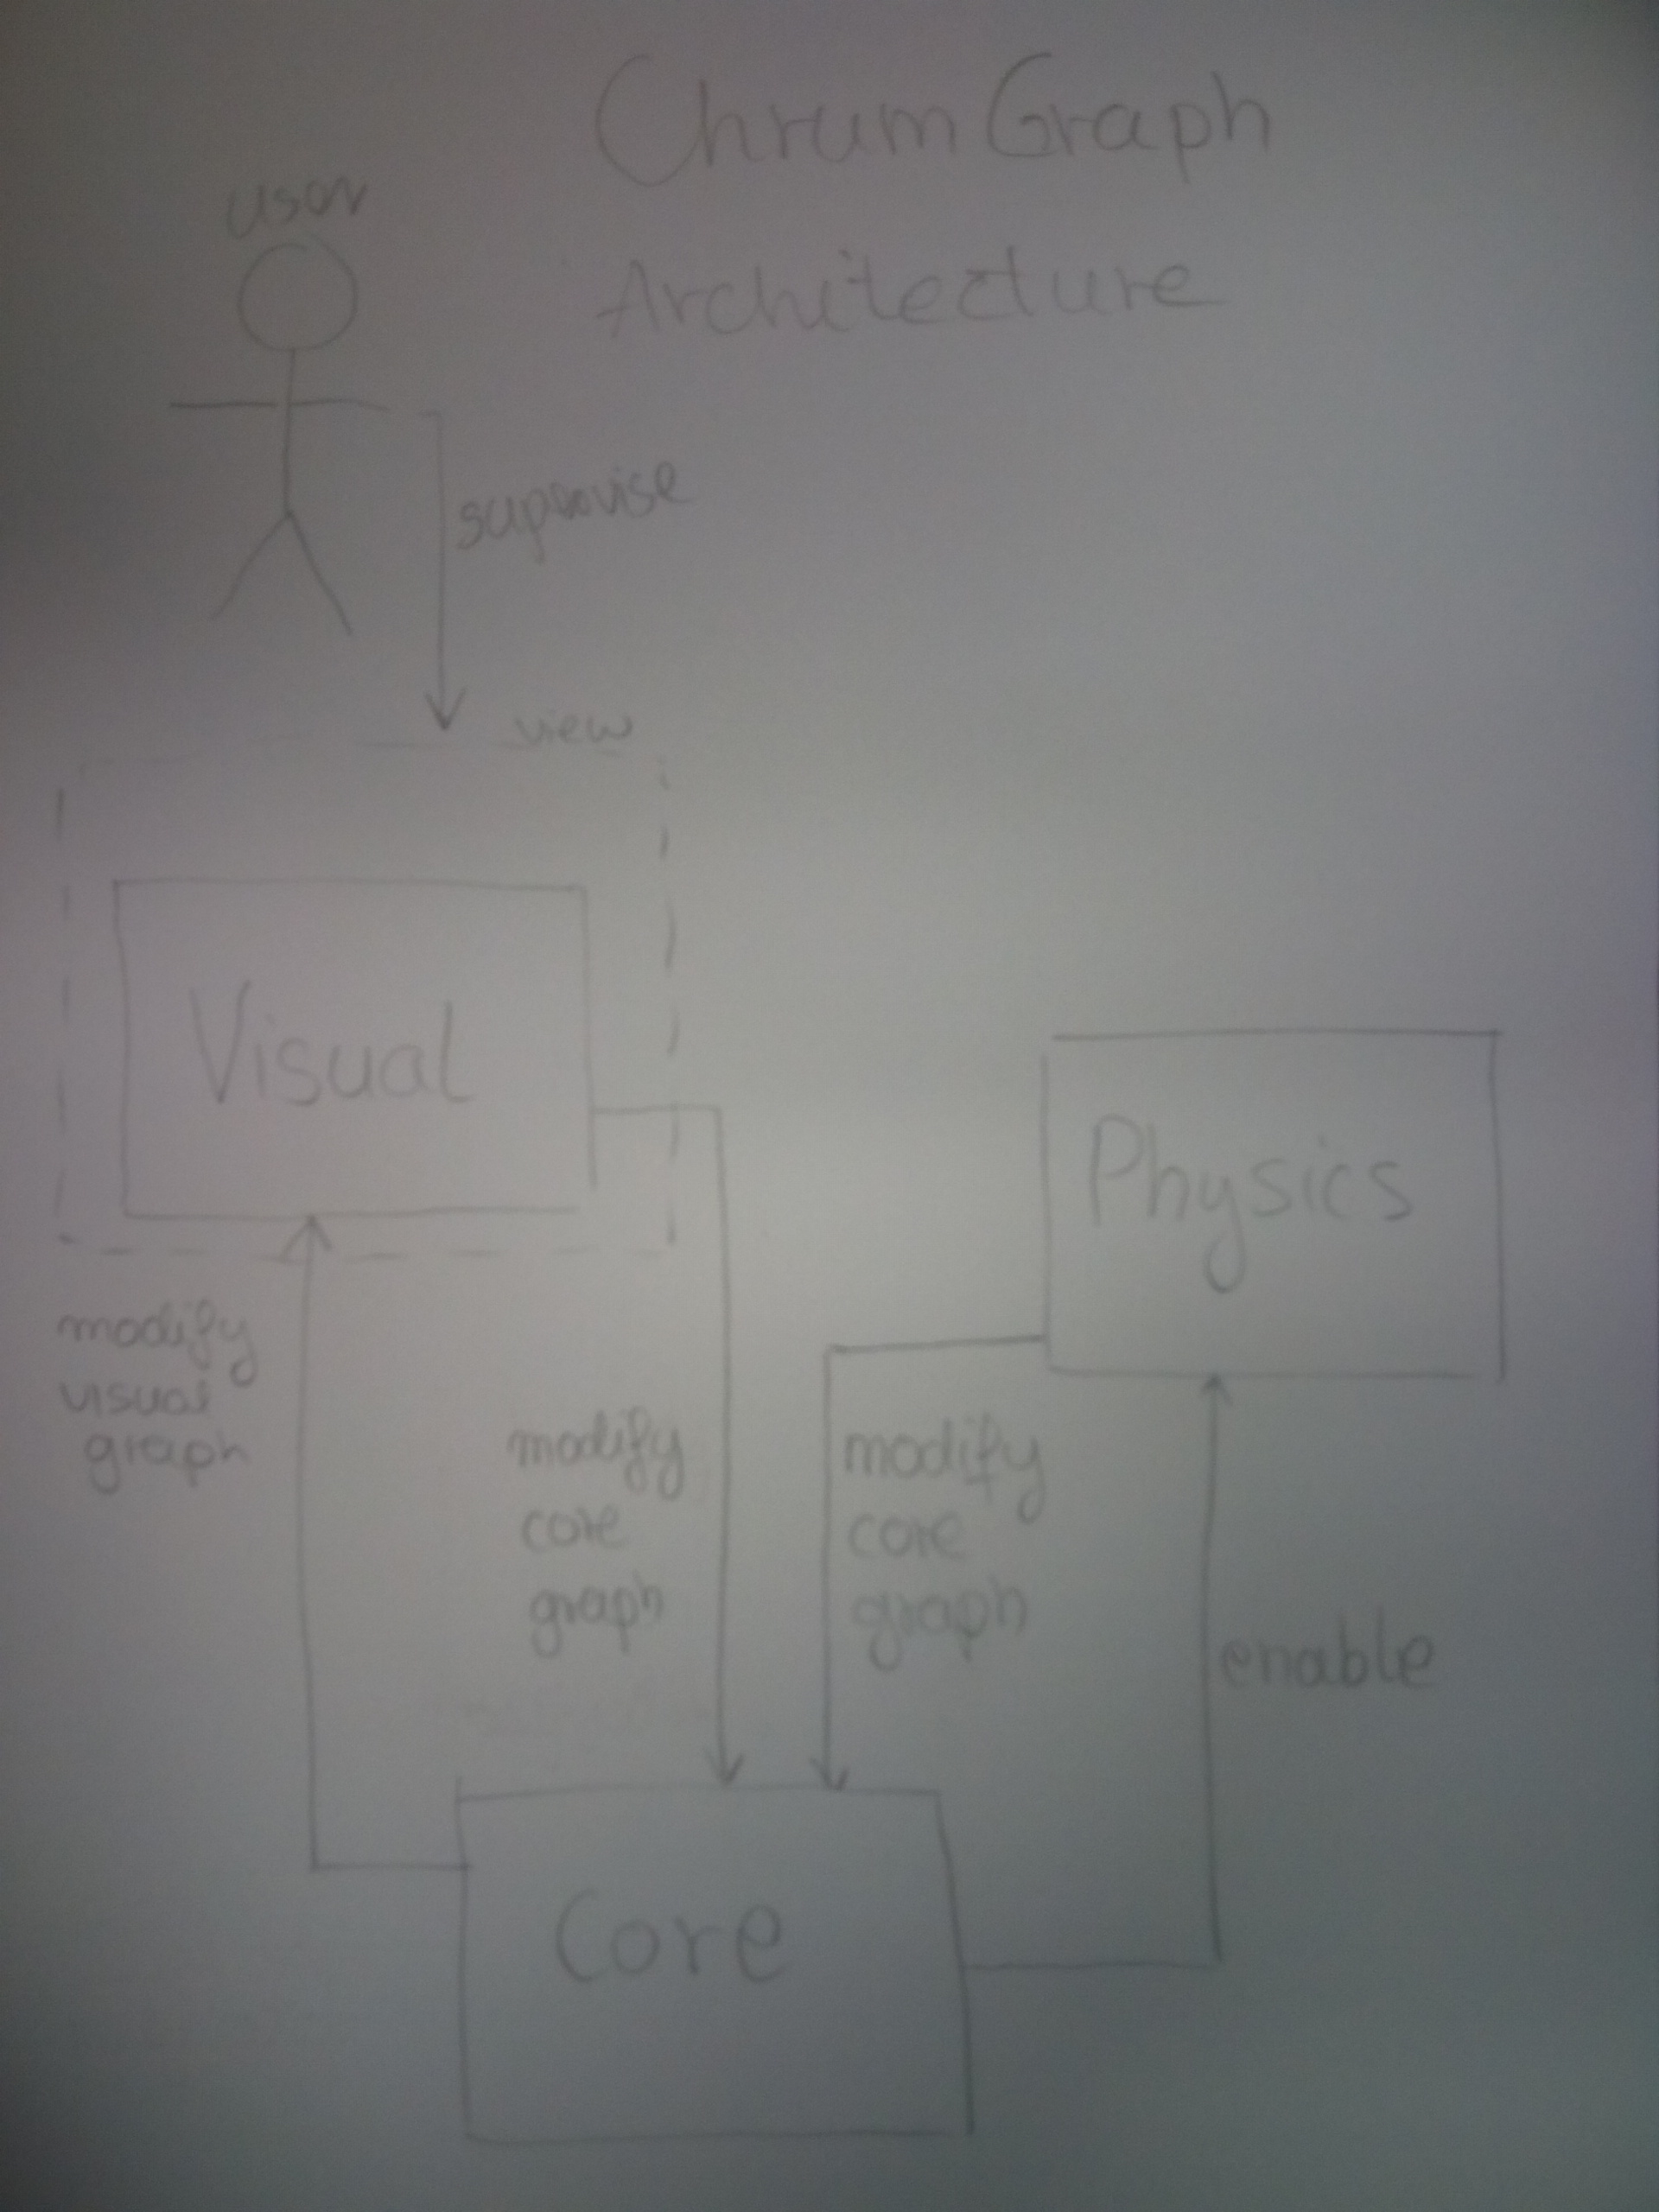 ChrumGraph
Architecture
user
supervise
view
Visual
Physics
modify
visual
graph
modify
core
graph
modify
core
graph
enable
Core